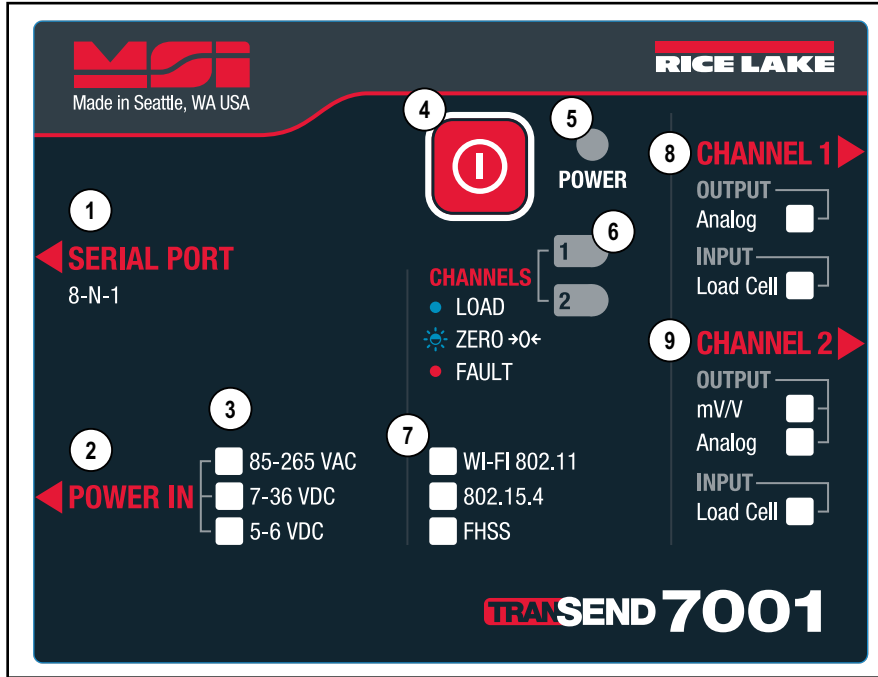 MSi
Made in Seattle, WA USA
RICE LAKE
4
5
POWER
1
SERIAL PORT
8-N-1
6
CHANNELS
1
2
LOAD
ZERO →0←
FAULT
8
CHANNEL 1
OUTPUT
Analog
INPUT
Load Cell
9
CHANNEL 2
OUTPUT
mV/V
Analog
INPUT
Load Cell
2
POWER IN
3
85-265 VAC
7-36 VDC
5-6 VDC
7
WI-FI 802.11
802.15.4
FHSS
TRANSEND 7001